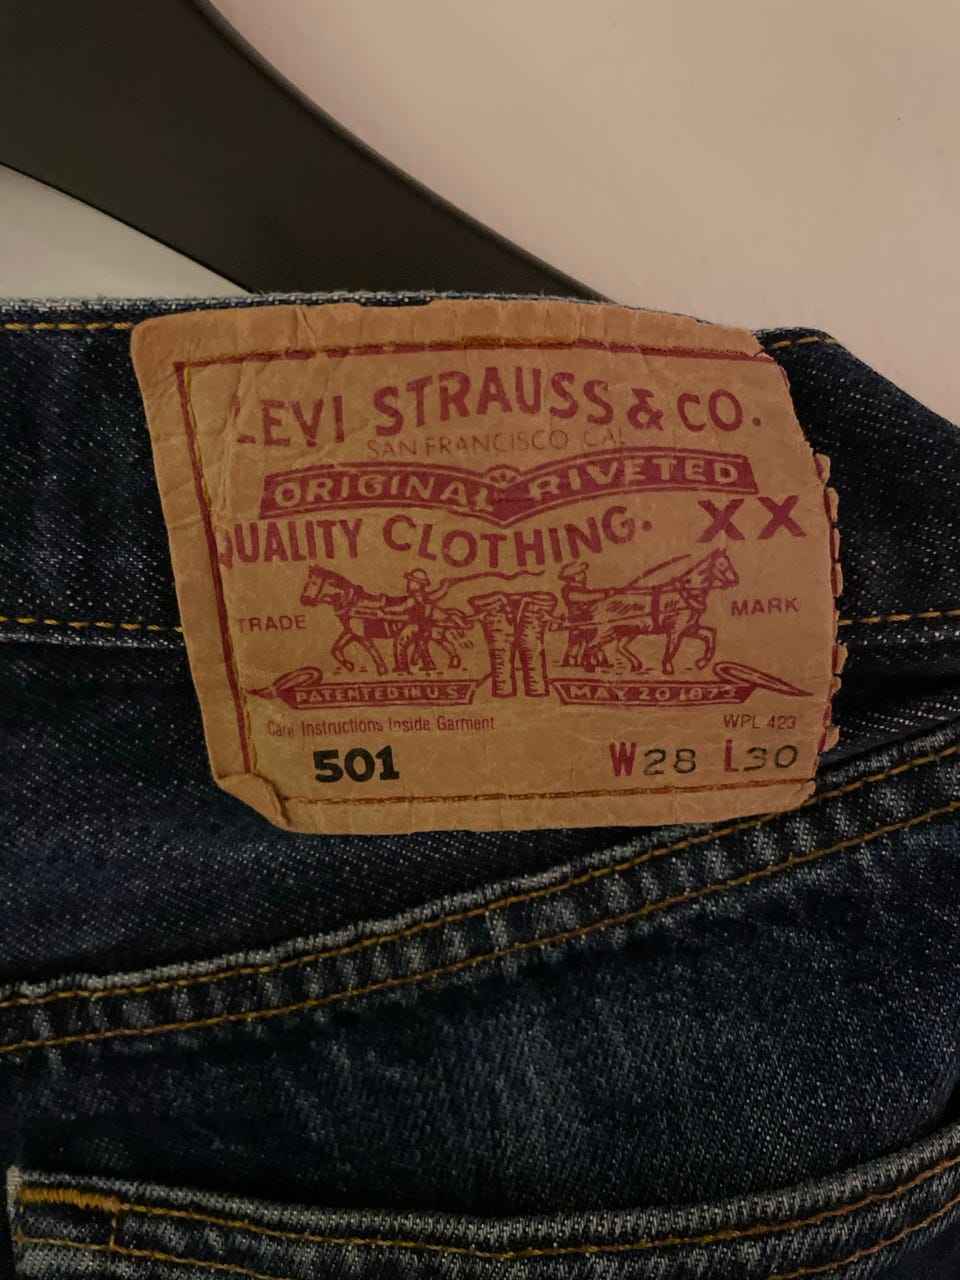 LEVI STRAUSS & CO.
SAN FRANCISCO CAL
ORIGINAL RIVETED
QUALITY CLOTHING. XX
TRADE MARK
PATENTED IN U.S. MAY 20 1873
Care Instructions Inside Garment WPL 423
501 W28 L30